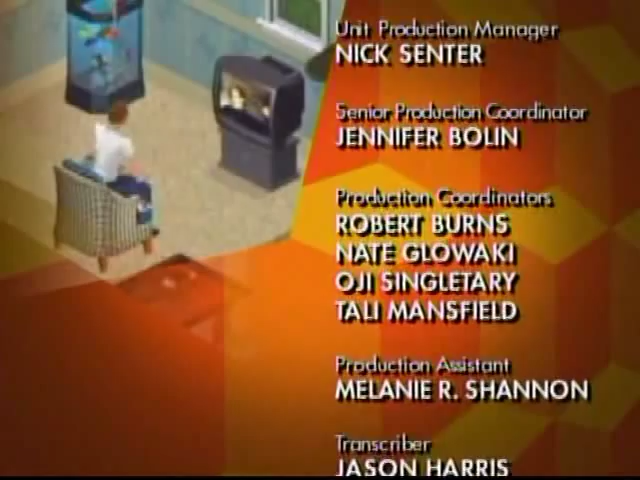 Unit Production Manager
NICK SENTER
Senior Production Coordinator
JENNIFER BOLIN
Production Coordinators
ROBERT BURNS
NATE GLOWAKI
OJI SINGLETARY
TALI MANSFIELD
Production Assistant
MELANIE R. SHANNON
Transcriber
JASON HARRIS